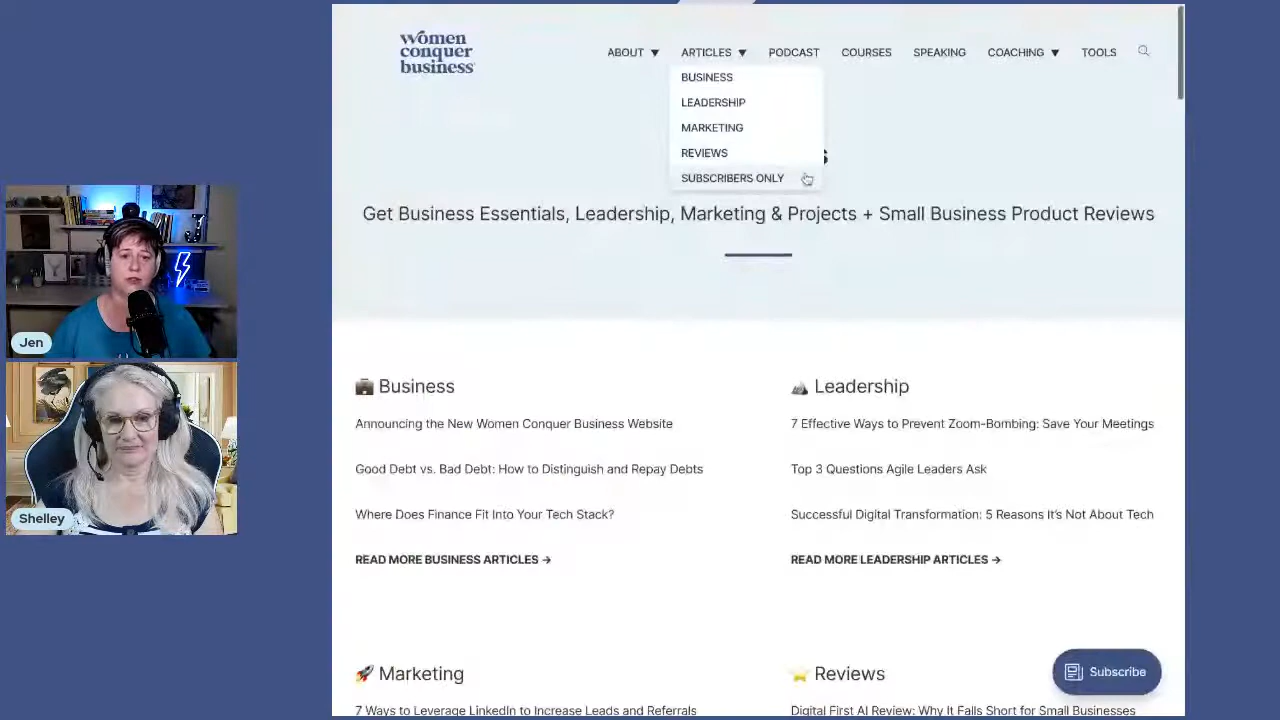 women
conquer
business
ABOUT ▼ ARTICLES ▼ PODCAST COURSES SPEAKING COACHING ▼ TOOLS
BUSINESS
LEADERSHIP
MARKETING
REVIEWS
SUBSCRIBERS ONLY
Get Business Essentials, Leadership, Marketing & Projects + Small Business Product Reviews
Jen
Shelley
Business
Announcing the New Women Conquer Business Website
Good Debt vs. Bad Debt: How to Distinguish and Repay Debts
Where Does Finance Fit Into Your Tech Stack?
READ MORE BUSINESS ARTICLES →
Leadership
7 Effective Ways to Prevent Zoom-Bombing: Save Your Meetings
Top 3 Questions Agile Leaders Ask
Successful Digital Transformation: 5 Reasons It's Not About Tech
READ MORE LEADERSHIP ARTICLES →
Marketing
7 Ways to Leverage LinkedIn to Increase Leads and Referrals
Reviews
Digital First AI Review: Why It Falls Short for Small Businesses
Subscribe